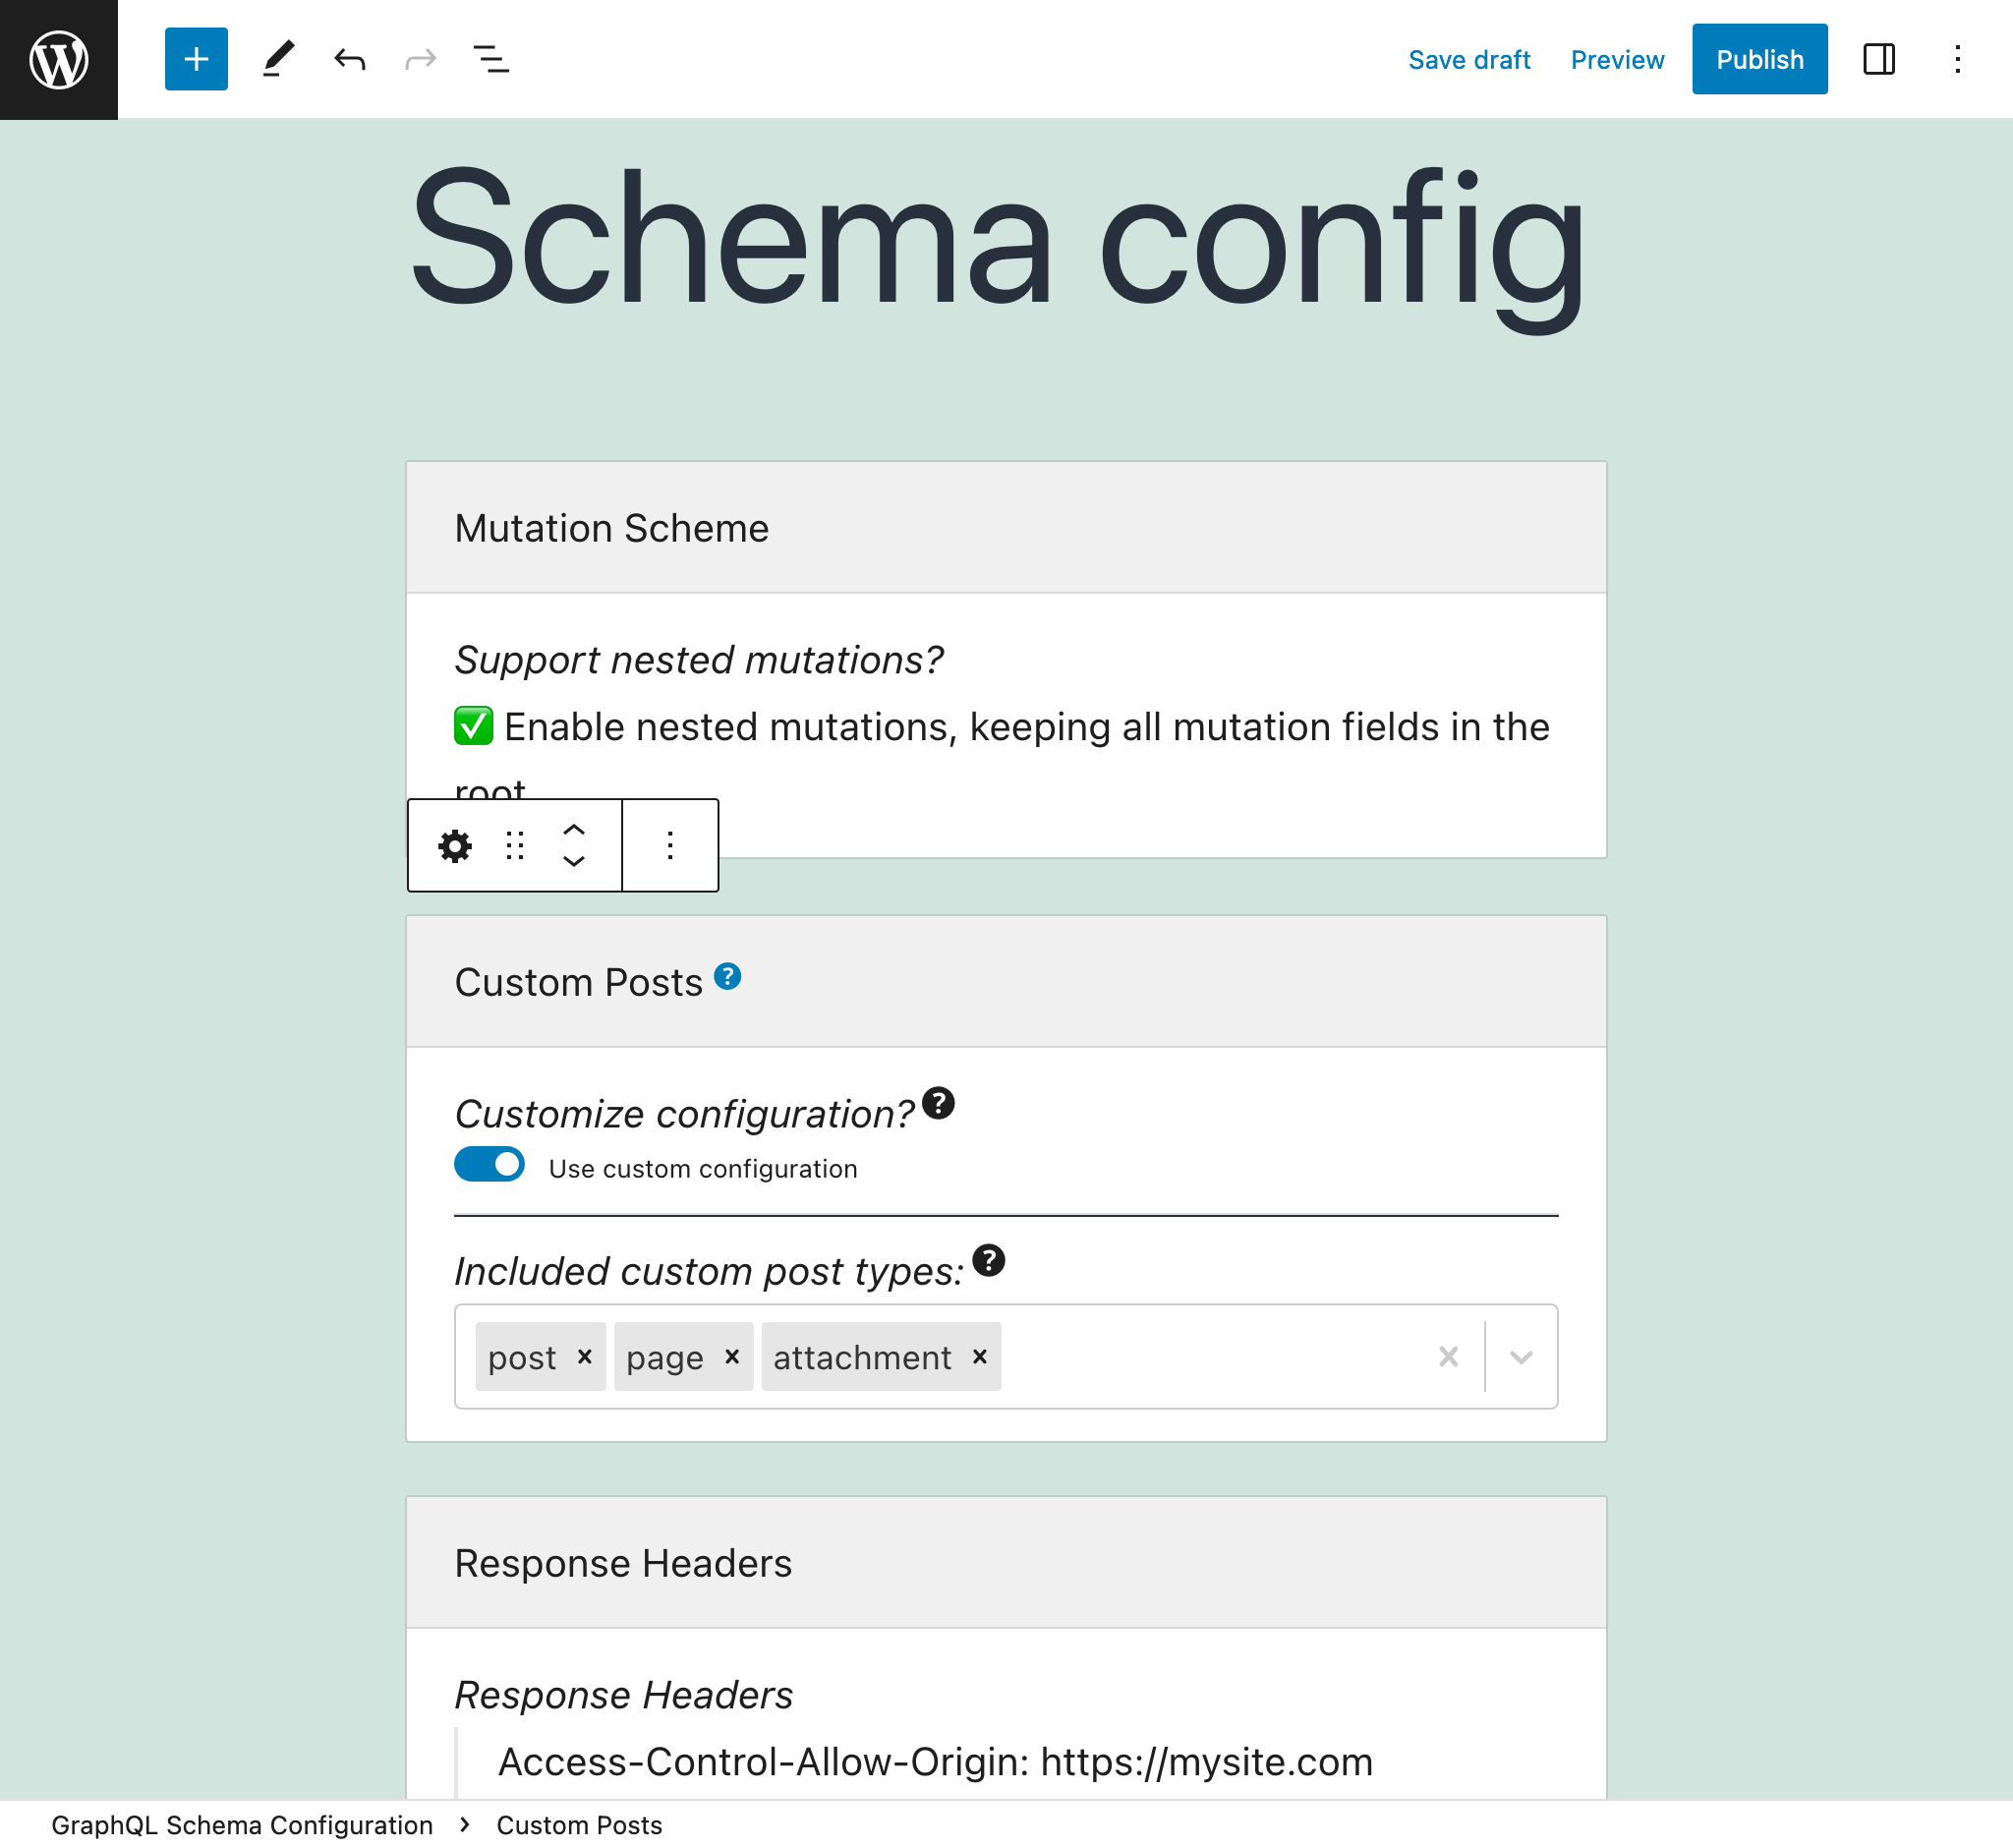 Save draft
Preview
Publish
Schema config
Mutation Scheme
Support nested mutations?
✅ Enable nested mutations, keeping all mutation fields in the
root
Custom Posts ?
Customize configuration? ?
Use custom configuration
Included custom post types: ?
post × page × attachment ×
Response Headers
Response Headers
Access-Control-Allow-Origin: https://mysite.com
GraphQL Schema Configuration › Custom Posts